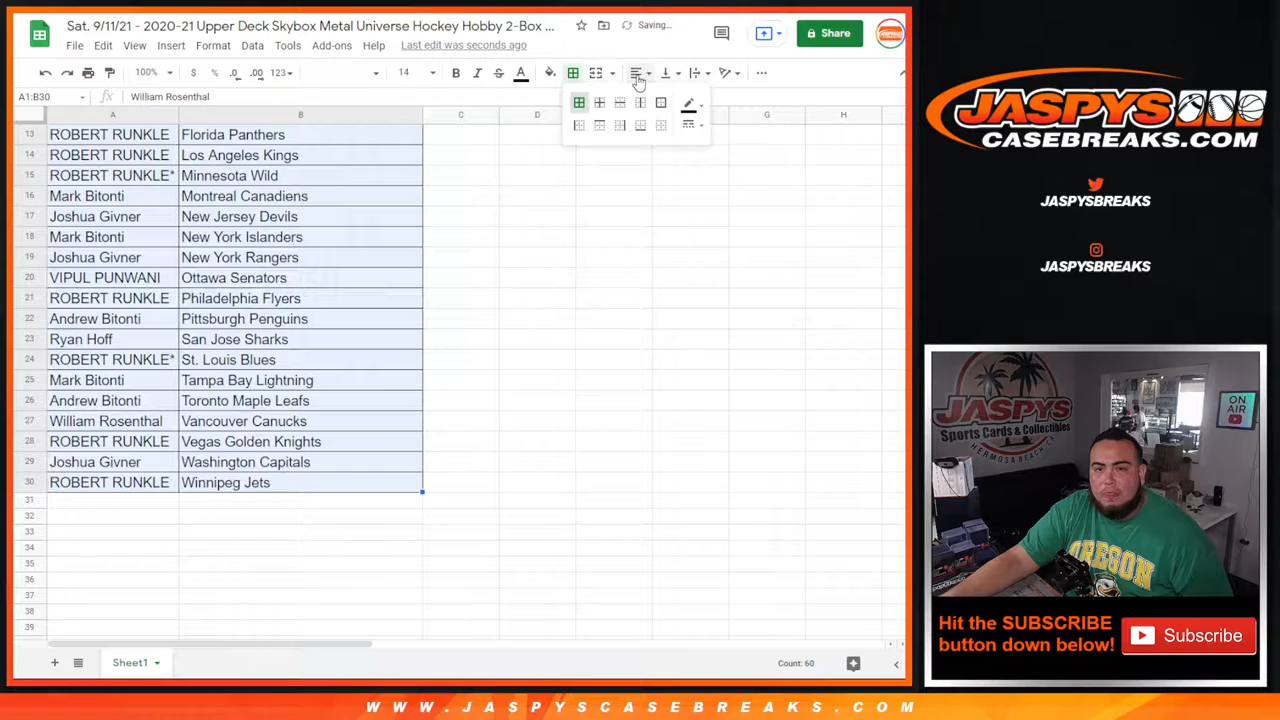 Sat. 9/11/21 - 2020-21 Upper Deck Skybox Metal Universe Hockey Hobby 2-Box ...
Saving...
Share
File Edit View Insert Format Data Tools Add-ons Help Last edit was seconds ago
100% $ % .0 .00 123 14 B I S A
A1:B30 fx William Rosenthal
A B C D G H
13 ROBERT RUNKLE Florida Panthers
14 ROBERT RUNKLE Los Angeles Kings
15 ROBERT RUNKLE* Minnesota Wild
16 Mark Bitonti Montreal Canadiens
17 Joshua Givner New Jersey Devils
18 Mark Bitonti New York Islanders
19 Joshua Givner New York Rangers
20 VIPUL PUNWANI Ottawa Senators
21 ROBERT RUNKLE Philadelphia Flyers
22 Andrew Bitonti Pittsburgh Penguins
23 Ryan Hoff San Jose Sharks
24 ROBERT RUNKLE* St. Louis Blues
25 Mark Bitonti Tampa Bay Lightning
26 Andrew Bitonti Toronto Maple Leafs
27 William Rosenthal Vancouver Canucks
28 ROBERT RUNKLE Vegas Golden Knights
29 Joshua Givner Washington Capitals
30 ROBERT RUNKLE Winnipeg Jets
31
32
33
34
35
36
37
38
39
Sheet1
Count: 60
JASPYS
CASEBREAKS.COM
JASPYSBREAKS
JASPYSBREAKS
JASPYS
Sports Cards & Collectibles
HERMOSA BEACH, CA
ON
AIR
OREGON
Hit the SUBSCRIBE
button down below!
Subscribe
WWW.JASPYSCASEBREAKS.COM